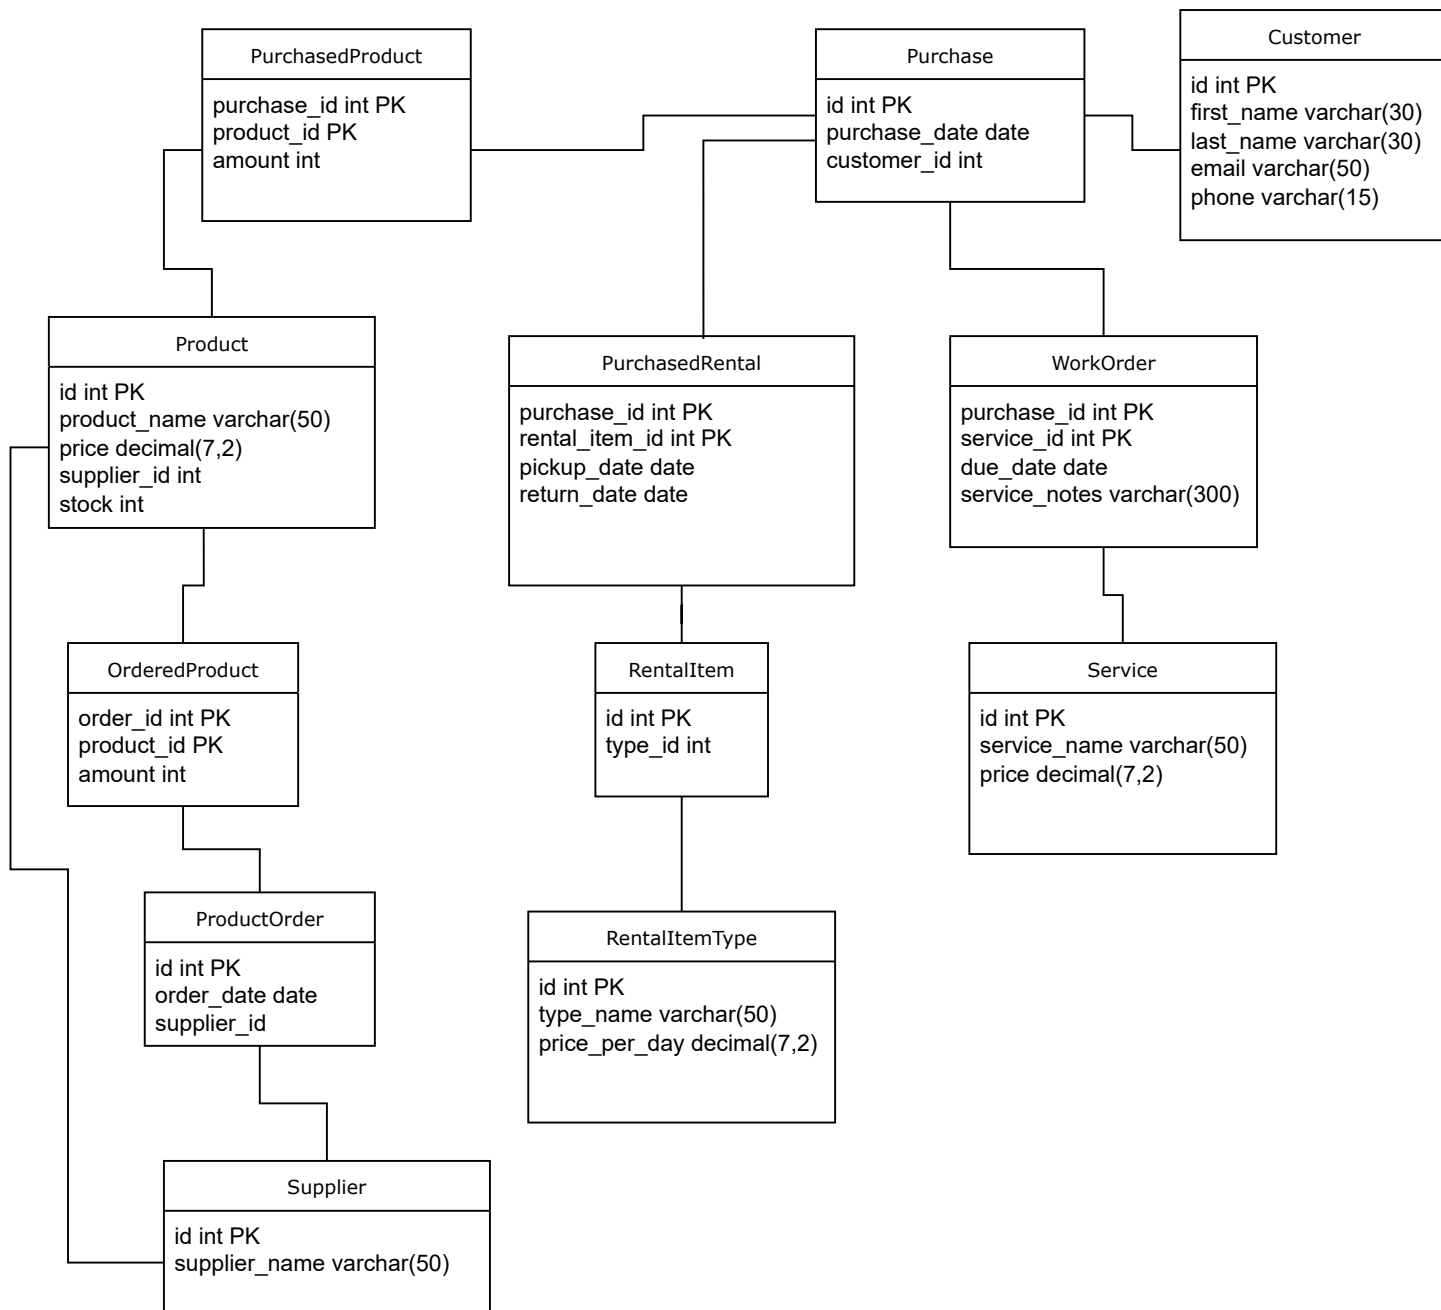 PurchasedProduct
purchase_id int PK
product_id PK
amount int
Purchase
id int PK
purchase_date date
customer_id int
Customer
id int PK
first_name varchar(30)
last_name varchar(30)
email varchar(50)
phone varchar(15)
Product
id int PK
product_name varchar(50)
price decimal(7,2)
supplier_id int
stock int
PurchasedRental
purchase_id int PK
rental_item_id int PK
pickup_date date
return_date date
WorkOrder
purchase_id int PK
service_id int PK
due_date date
service_notes varchar(300)
OrderedProduct
order_id int PK
product_id PK
amount int
RentalItem
id int PK
type_id int
Service
id int PK
service_name varchar(50)
price decimal(7,2)
ProductOrder
id int PK
order_date date
supplier_id
RentalItemType
id int PK
type_name varchar(50)
price_per_day decimal(7,2)
Supplier
id int PK
supplier_name varchar(50)